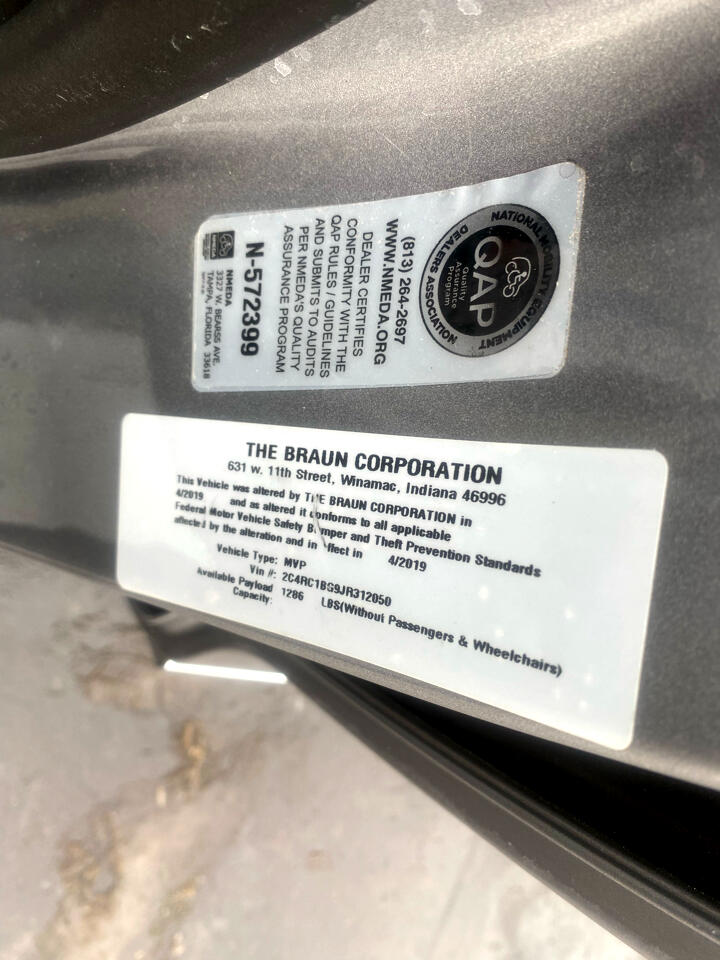 NATIONAL MOBILITY EQUIPMENT
DEALERS ASSOCIATION
QAP
Quality
Assurance
Program
(813) 264-2697
WWW.NMEDA.ORG
DEALER CERTIFIES
CONFORMITY WITH THE
QAP RULES / GUIDELINES
AND SUBMITS TO AUDITS
PER NMEDA'S QUALITY
ASSURANCE PROGRAM
N-572399
NMEDA
NMEDA
3327 W. BEARSS AVE.
TAMPA, FLORIDA 33618
THE BRAUN CORPORATION
631 w. 11th Street, Winamac, Indiana 46996
This Vehicle was altered by THE BRAUN CORPORATION in
4/2019 and as altered it conforms to all applicable
Federal Motor Vehicle Safety Bumper and Theft Prevention Standards
affected by the alteration and in effect in 4/2019
Vehicle Type: MVP
Vin #: 2C4RC1BG9JR312050
Available Payload
Capacity: 1286 LBS(Without Passengers & Wheelchairs)